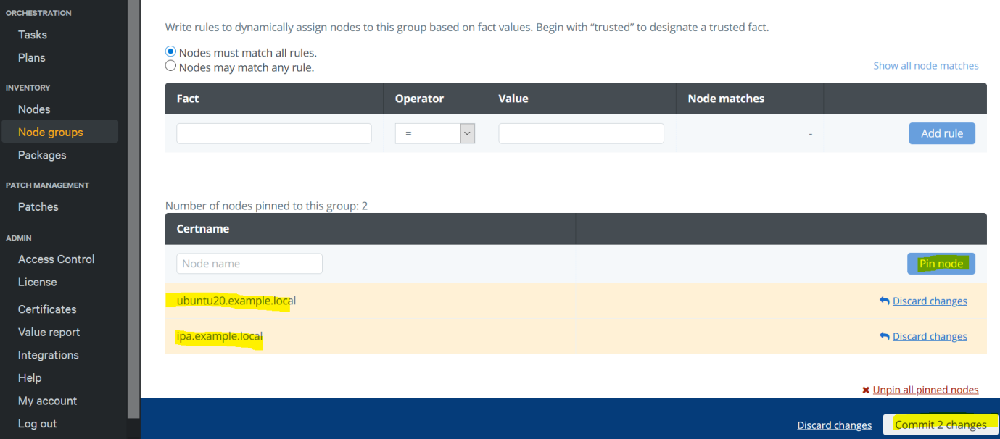 ORCHESTRATION
Tasks
Plans
INVENTORY
Nodes
Node groups
Packages
PATCH MANAGEMENT
Patches
ADMIN
Access Control
License
Certificates
Value report
Integrations
Help
My account
Log out
Write rules to dynamically assign nodes to this group based on fact values. Begin with “trusted” to designate a trusted fact.
Nodes must match all rules.
Nodes may match any rule.
Show all node matches
Fact Operator Value Node matches
= - Add rule
Number of nodes pinned to this group: 2
Certname
Node name Pin node
ubuntu20.example.local Discard changes
ipa.example.local Discard changes
Unpin all pinned nodes
Discard changes Commit 2 changes